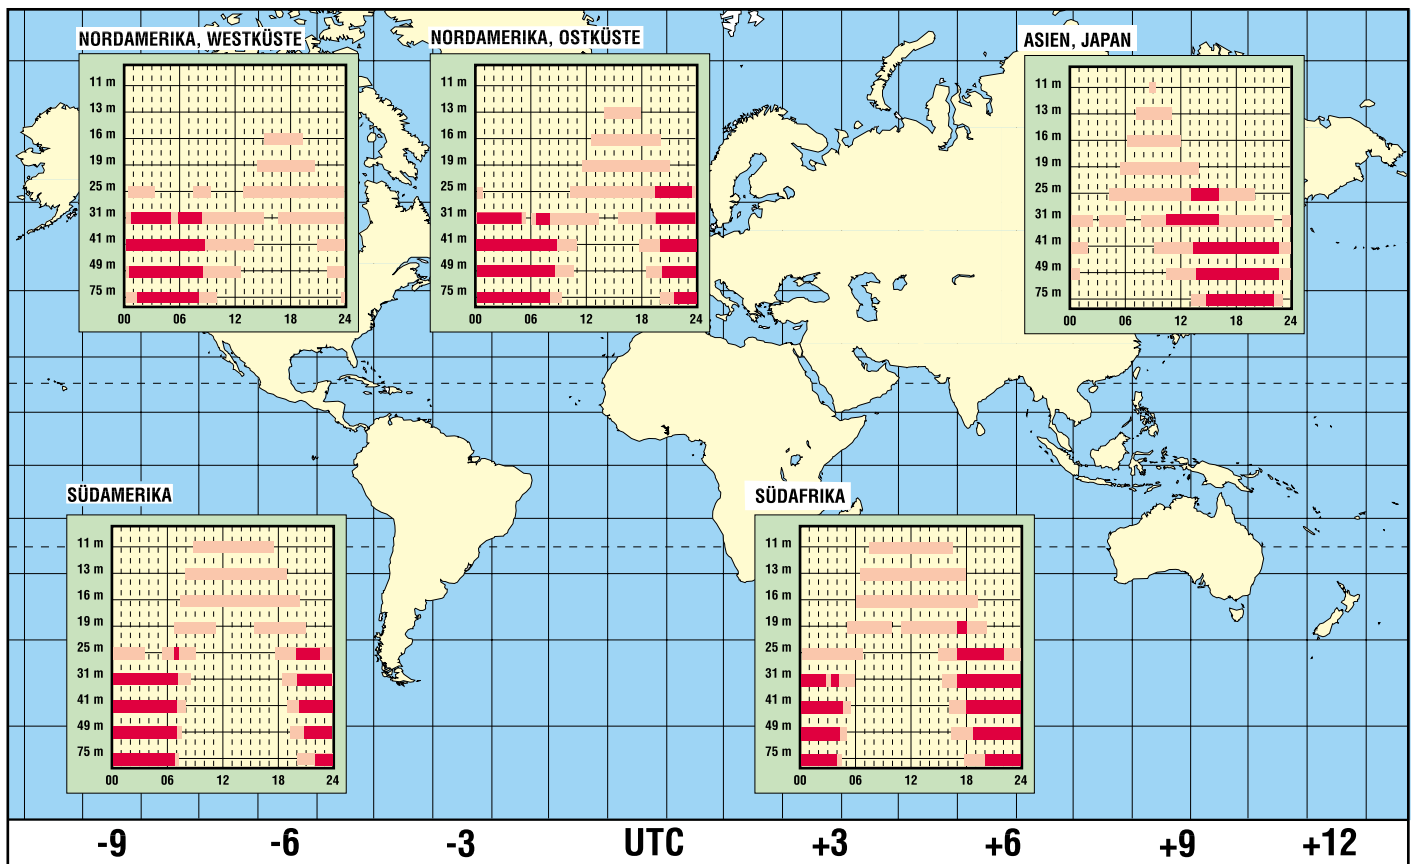 NORDAMERIKA, WESTKÜSTE
11 m
13 m
16 m
19 m
25 m
31 m
41 m
49 m
75 m
00 06 12 18 24
NORDAMERIKA, OSTKÜSTE
11 m
13 m
16 m
19 m
25 m
31 m
41 m
49 m
75 m
00 06 12 18 24
ASIEN, JAPAN
11 m
13 m
16 m
19 m
25 m
31 m
41 m
49 m
75 m
00 06 12 18 24
SÜDAMERIKA
11 m
13 m
16 m
19 m
25 m
31 m
41 m
49 m
75 m
00 06 12 18 24
SÜDAFRIKA
11 m
13 m
16 m
19 m
25 m
31 m
41 m
49 m
75 m
00 06 12 18 24
-9 -6 -3 UTC +3 +6 +9 +12